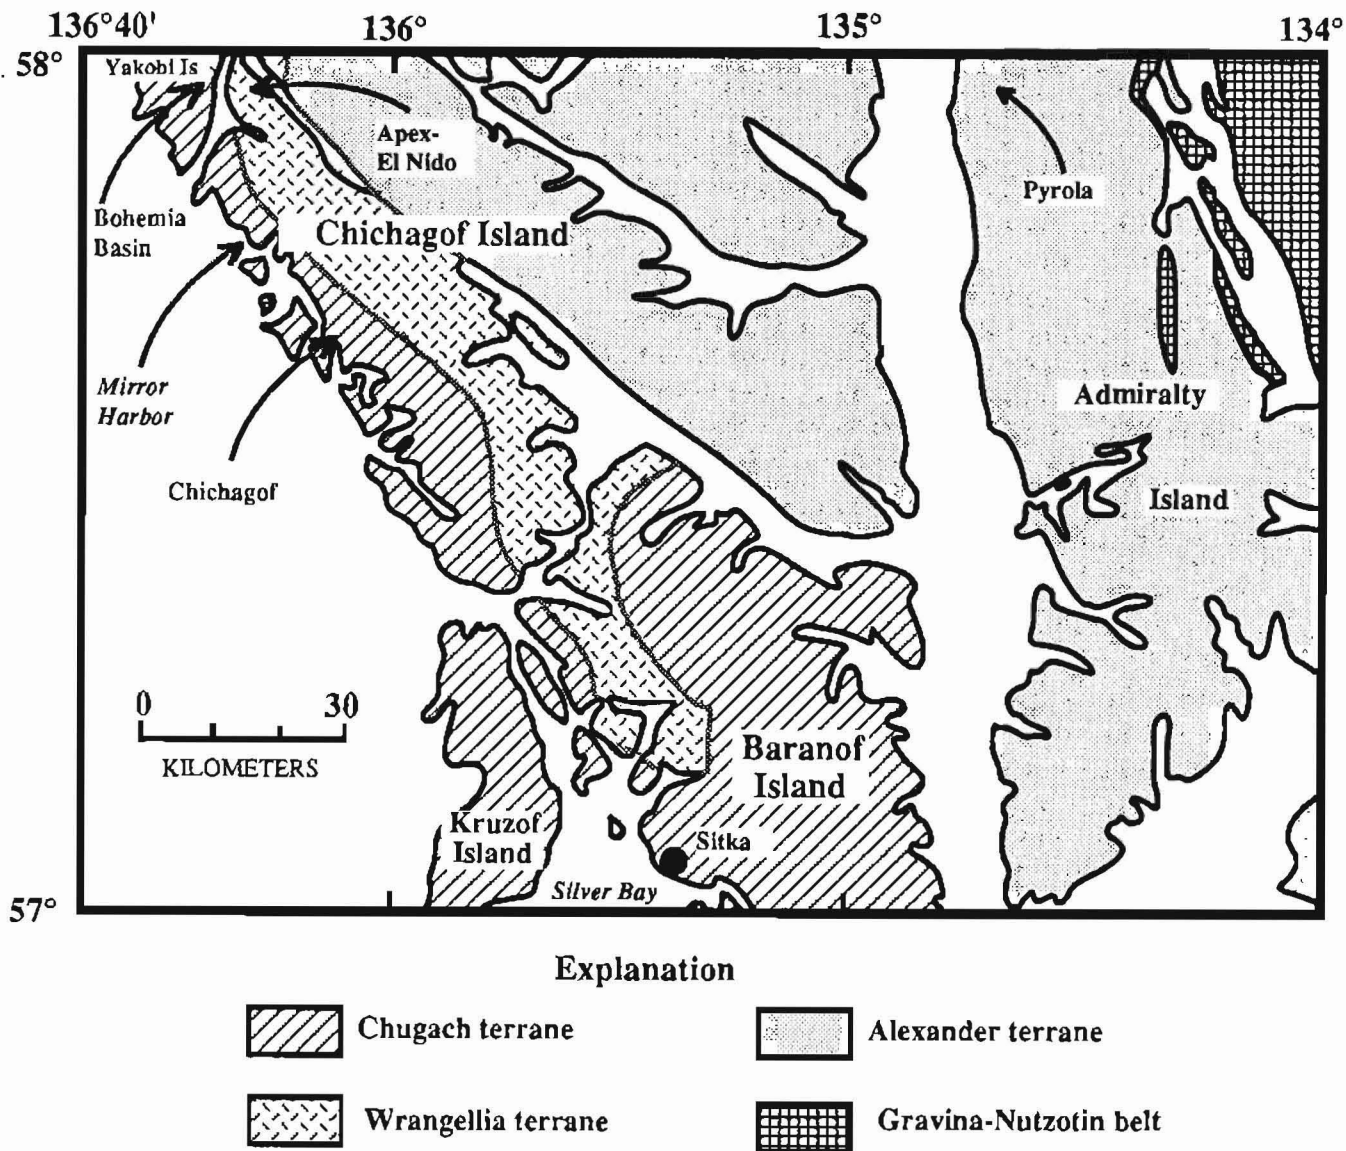 136°40' 136° 135° 134°
58°
Yakobi Is
Apex-
El Nido
Pyrola
Bohemia
Basin
Chichagof Island
Mirror
Harbor
Admiralty
Chichagof
Island
0 30
KILOMETERS
Baranof
Island
Kruzof
Island
Sitka
Silver Bay
57°
Explanation
Chugach terrane
Alexander terrane
Wrangellia terrane
Gravina-Nutzotin belt